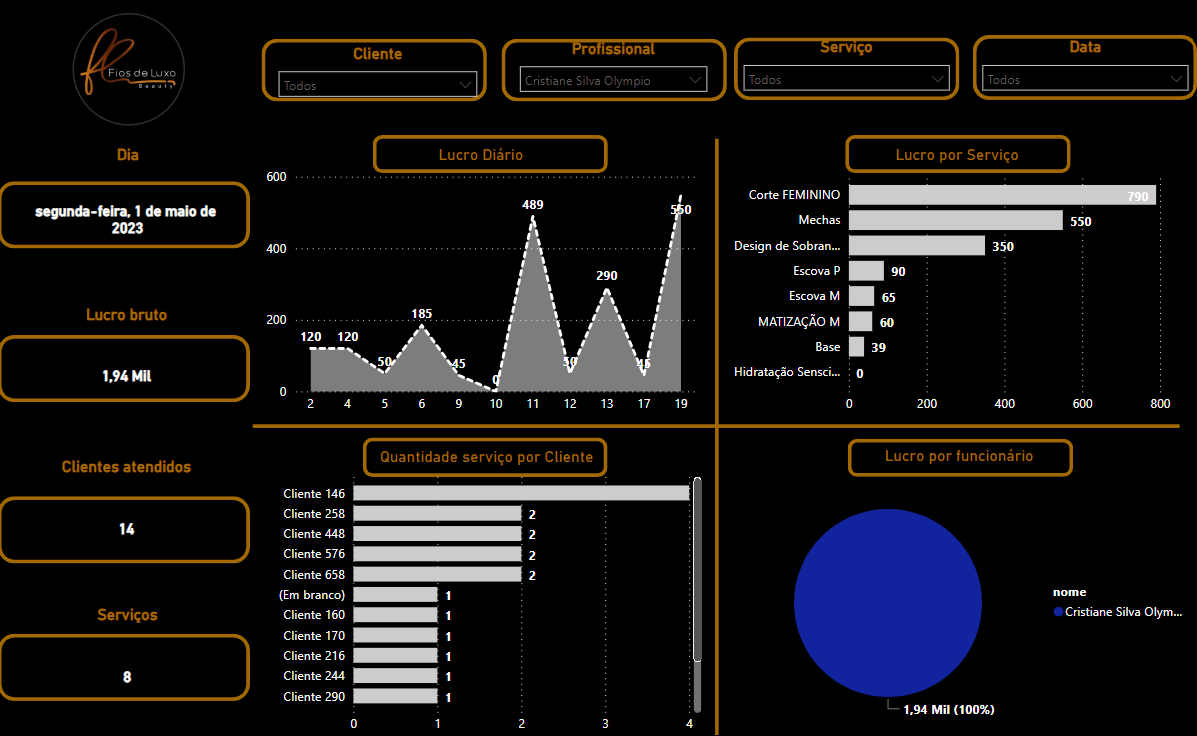 Fios de Luxo
Beauty
Cliente
Todos
Profissional
Cristiane Silva Olympio
Serviço
Todos
Data
Todos
Dia
segunda-feira, 1 de maio de
2023
Lucro bruto
1,94 Mil
Clientes atendidos
14
Serviços
8
Lucro Diário
600
400
200
0
120
120
50
185
45
0
489
50
290
45
550
2
4
5
6
9
10
11
12
13
17
19
Lucro por Serviço
Corte FEMININO 790
Mechas 550
Design de Sobran... 350
Escova P 90
Escova M 65
MATIZAÇÃO M 60
Base 39
Hidratação Sensci... 0
0 200 400 600 800
Quantidade serviço por Cliente
Cliente 146
Cliente 258 2
Cliente 448 2
Cliente 576 2
Cliente 658 2
(Em branco) 1
Cliente 160 1
Cliente 170 1
Cliente 216 1
Cliente 244 1
Cliente 290 1
0 1 2 3 4
Lucro por funcionário
nome
Cristiane Silva Olym...
1,94 Mil (100%)